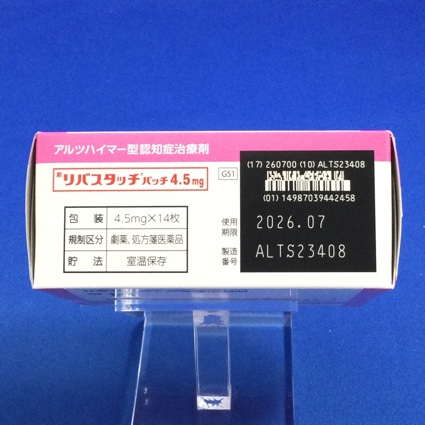 アルツハイマー型認知症治療剤
劇 リバスタッチ®パッチ4.5mg
GS1
包装 4.5mg×14枚
規制区分 劇薬、処方箋医薬品
貯法 室温保存
(17) 260700 (10) ALTS23408
(01) 14987039442458
使用期限 2026.07
製造番号 ALTS23408